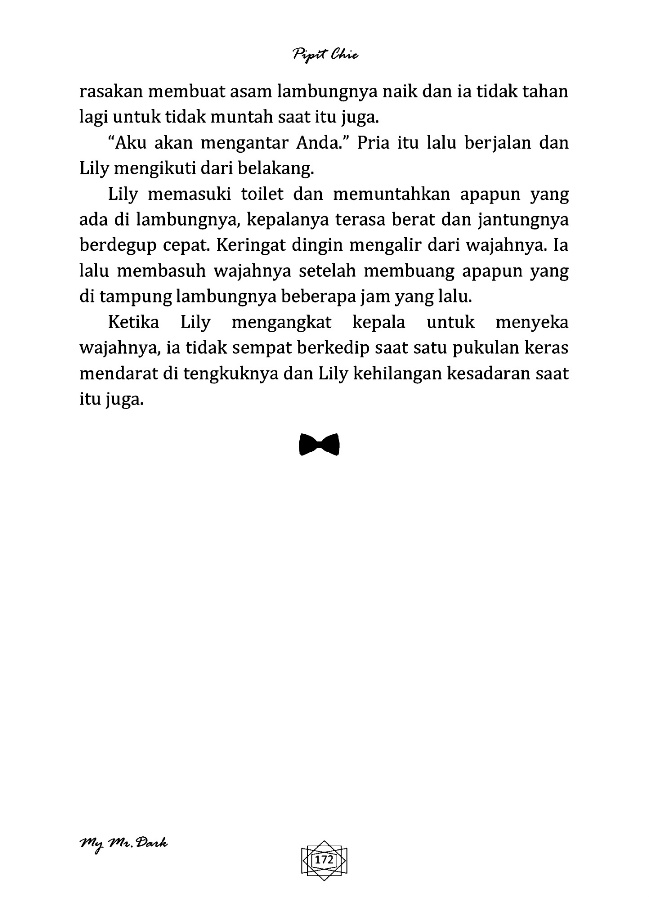 Pipit Chie
rasakan membuat asam lambungnya naik dan ia tidak tahan
lagi untuk tidak muntah saat itu juga.
“Aku akan mengantar Anda.” Pria itu lalu berjalan dan
Lily mengikuti dari belakang.
Lily memasuki toilet dan memuntahkan apapun yang
ada di lambungnya, kepalanya terasa berat dan jantungnya
berdegup cepat. Keringat dingin mengalir dari wajahnya. Ia
lalu membasuh wajahnya setelah membuang apapun yang
di tampung lambungnya beberapa jam yang lalu.
Ketika Lily mengangkat kepala untuk menyeka
wajahnya, ia tidak sempat berkedip saat satu pukulan keras
mendarat di tengkuknya dan Lily kehilangan kesadaran saat
itu juga.
My Mr. Dark
172